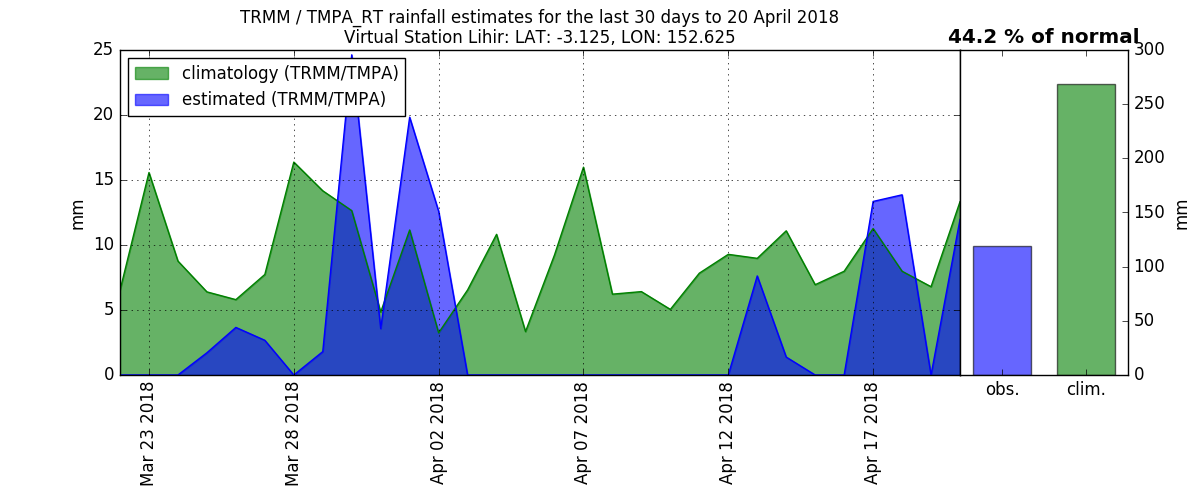 TRMM / TMPA_RT rainfall estimates for the last 30 days to 20 April 2018
Virtual Station Lihir: LAT: -3.125, LON: 152.625
44.2 % of normal
climatology (TRMM/TMPA)
estimated (TRMM/TMPA)
mm
25
20
15
10
5
0
Mar 23 2018
Mar 28 2018
Apr 02 2018
Apr 07 2018
Apr 12 2018
Apr 17 2018
obs.
clim.
300
250
200
150
100
50
0
mm